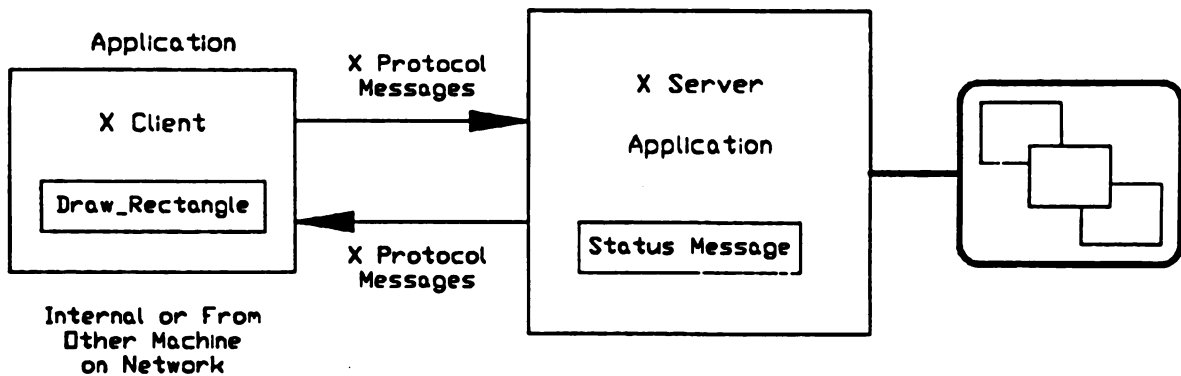 Application
X Client
Draw_Rectangle
Internal or From
Other Machine
on Network
X Protocol
Messages
X Protocol
Messages
X Server
Application
Status Message